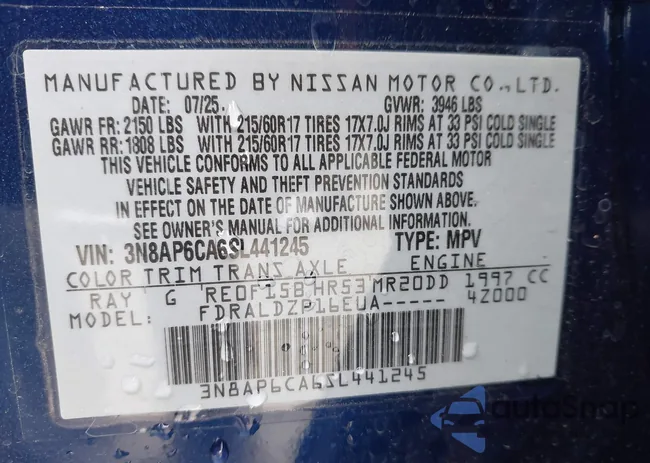 MANUFACTURED BY NISSAN MOTOR CO., LTD.
DATE: 07/25 GVWR: 3946 LBS
GAWR FR: 2150 LBS WITH 215/60R17 TIRES 17X7.0J RIMS AT 33 PSI COLD SINGLE
GAWR RR: 1808 LBS WITH 215/60R17 TIRES 17X7.0J RIMS AT 33 PSI COLD SINGLE
THIS VEHICLE CONFORMS TO ALL APPLICABLE FEDERAL MOTOR
VEHICLE SAFETY AND THEFT PREVENTION STANDARDS
IN EFFECT ON THE DATE OF MANUFACTURE SHOWN ABOVE.
SEE OWNER'S MANUAL FOR ADDITIONAL INFORMATION.
VIN: 3N8AP6CA6SL441245 TYPE: MPV
COLOR TRIM TRANS AXLE ENGINE
RAY G RE0F15B HR53 MR20DD 1997 CC
MODEL: FDRALDZP16EUA----- 4Z000
3N8AP6CA6SL441245
autoSnap